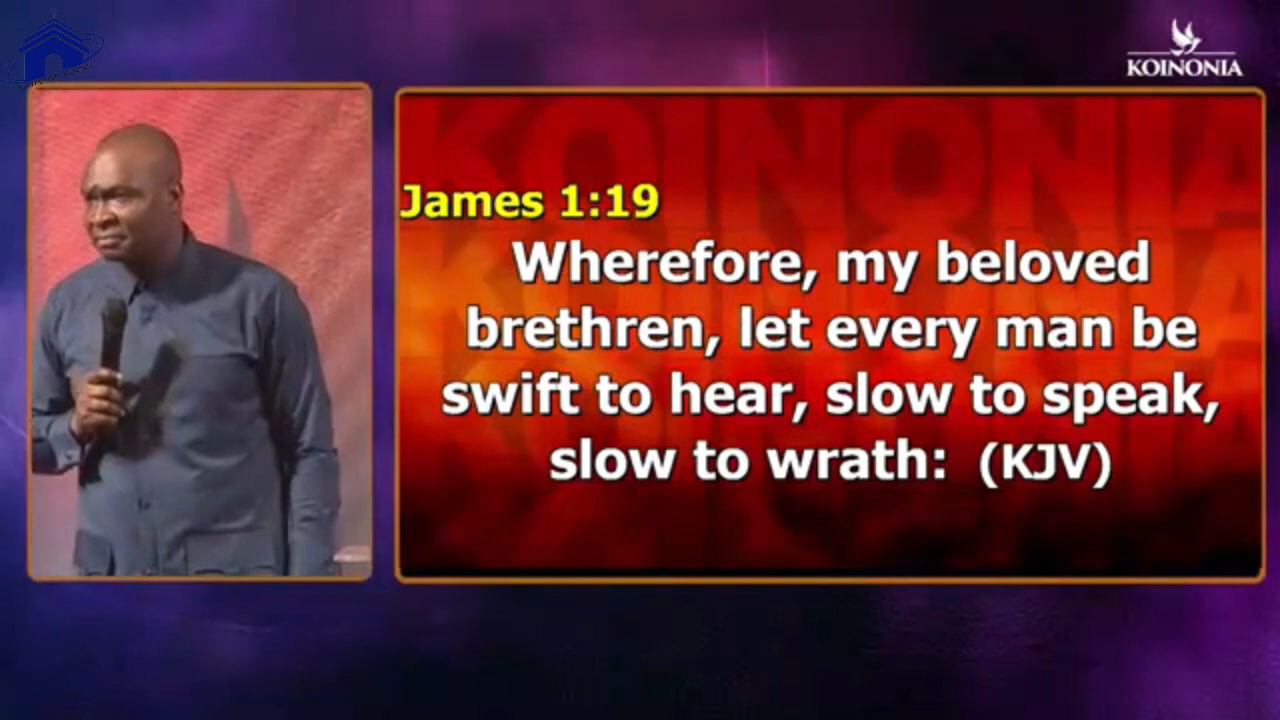 KOINONIA
James 1:19
Wherefore, my beloved
brethren, let every man be
swift to hear, slow to speak,
slow to wrath: (KJV)